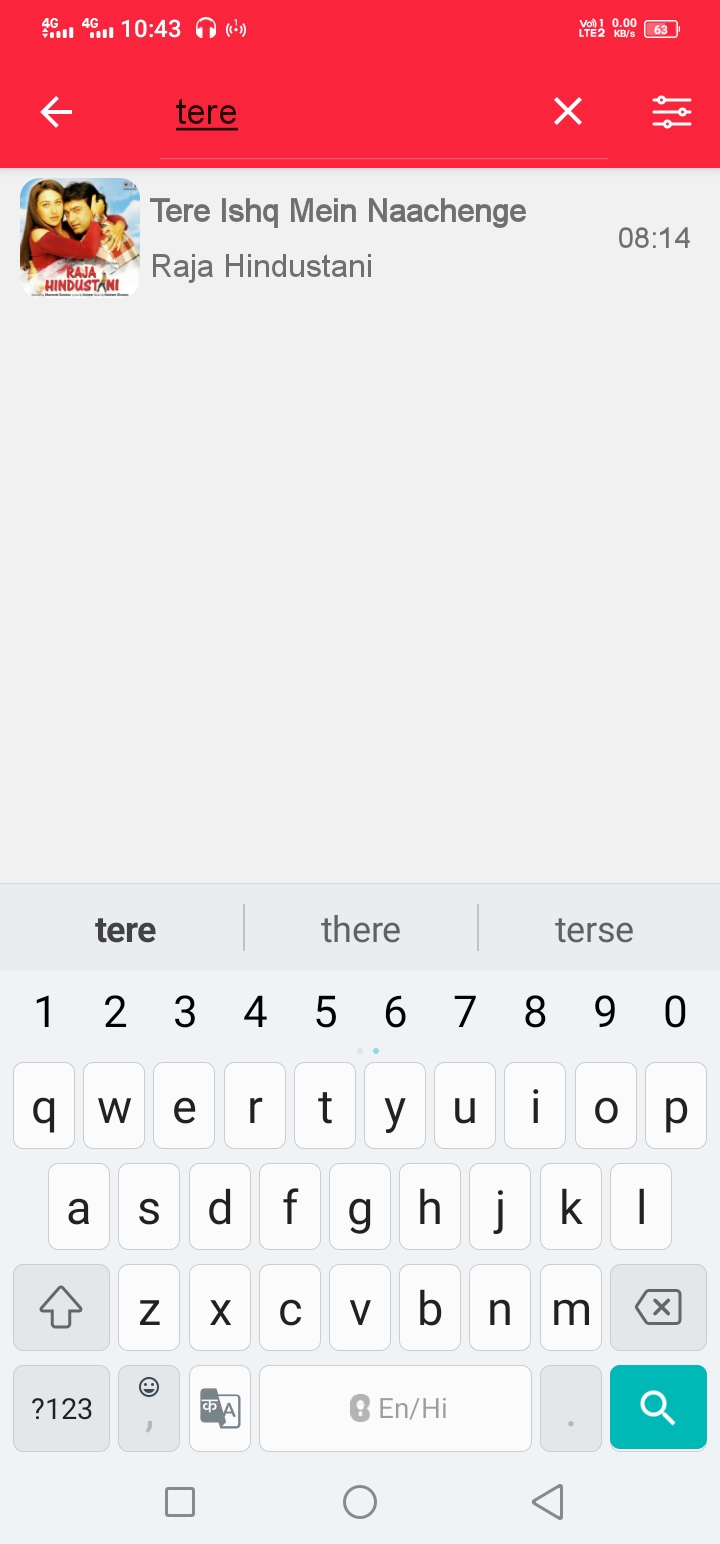 4G 4G 10:43 Vo) 1 LTE2 0.00 KB/s 63
tere
Tere Ishq Mein Naachenge
08:14
Raja Hindustani
RAJA
HINDUSTANI
tere there terse
1 2 3 4 5 6 7 8 9 0
q w e r t y u i o p
a s d f g h j k l
z x c v b n m
?123 , क A En/Hi .